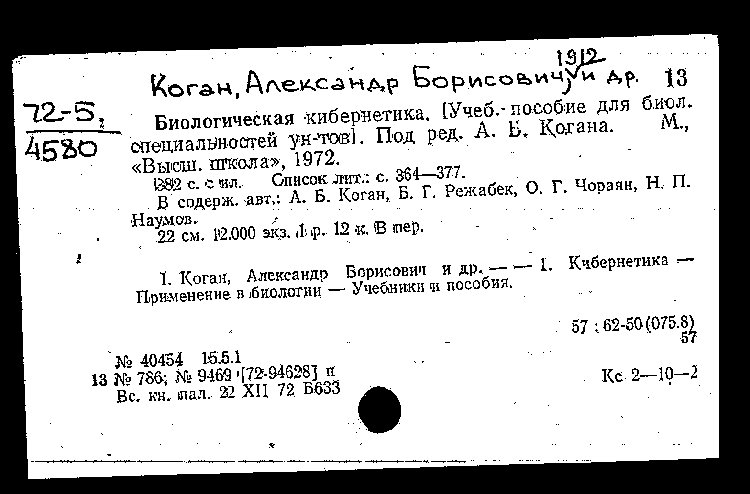 1912
Коган, Александр Борисович, и др. 13
72-5,
4580
Биологическая кибернетика. [Учеб. пособие для биол.
специальностей ун-тов]. Под ред. А. Б. Когана. М.,
«Высш. школа», 1972.
382 с. с ил. Список лит.: с. 364—377.
В содерж. авт.: А. Б. Коган, Б. Г. Режабек, О. Г. Чораян, Н. П.
Наумов.
22 см. 12.000 экз. 1 р. 12 к. В пер.
1. Коган, Александр Борисович и др. — — 1. Кибернетика —
Применение в биологии — Учебники и пособия.
57 : 62-50(075.8)
57
№ 40454 15.5.1
13 № 786; № 9469 [72-94628] п
Вс. кн. пал. 22 XII 72 Б633
Кс 2—10—2